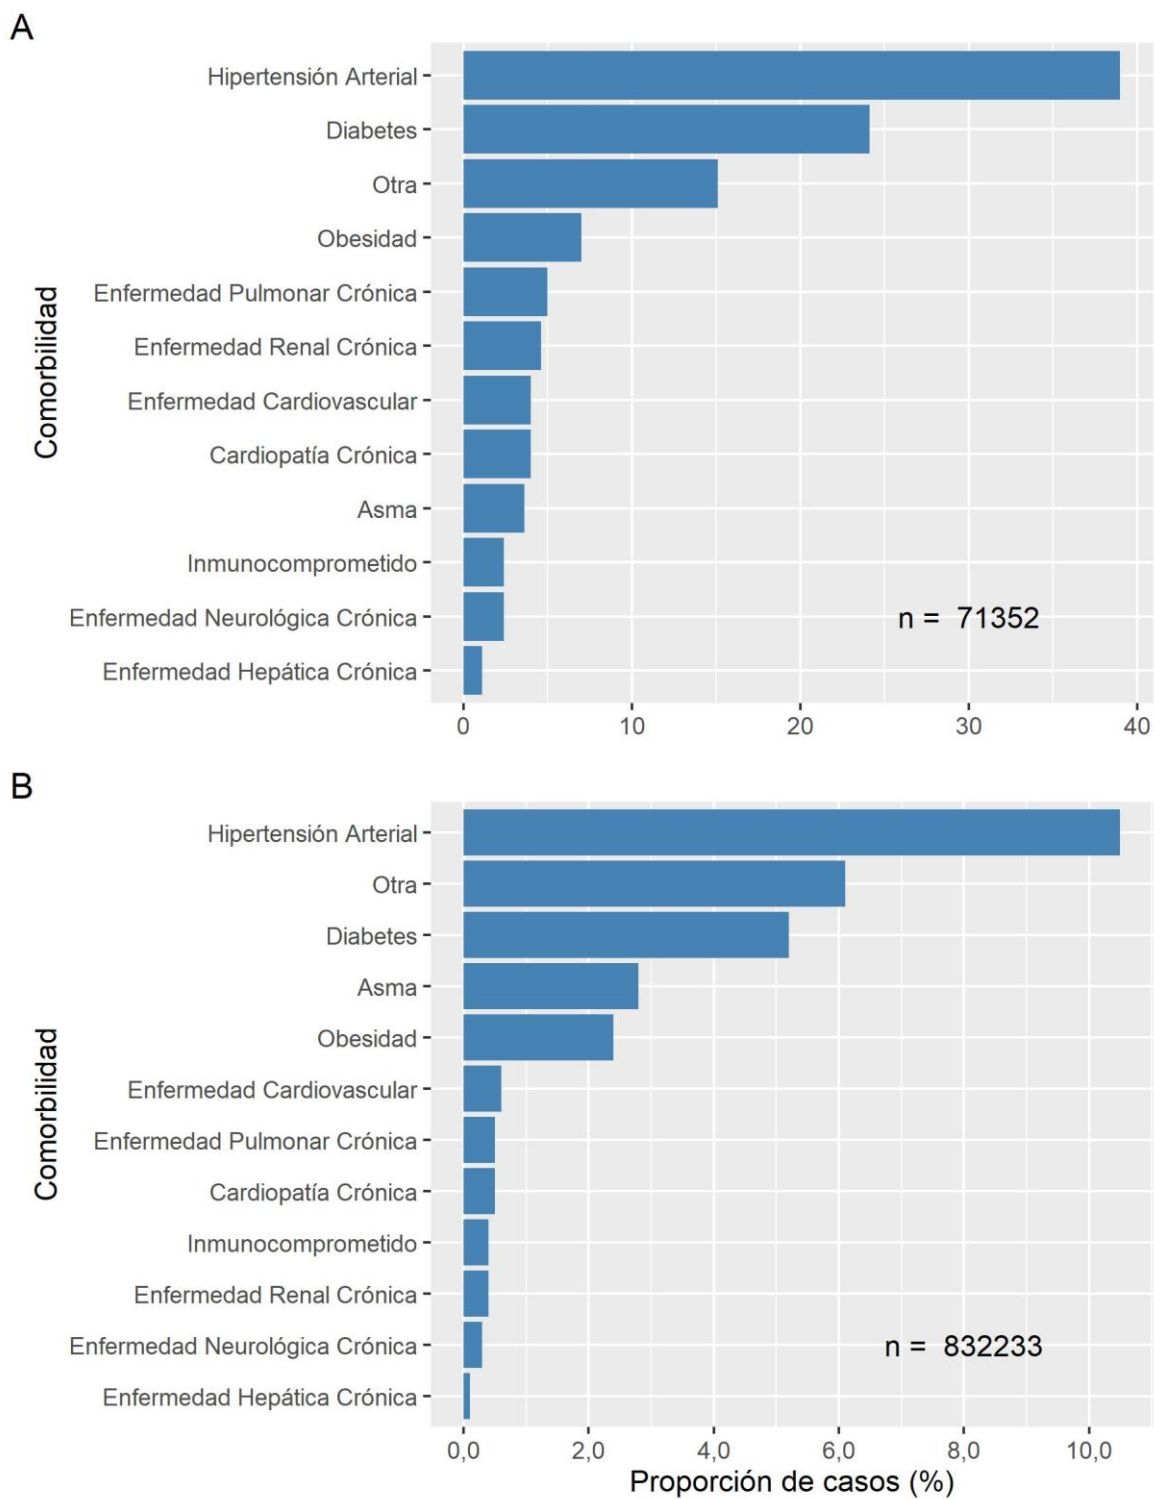 A
Hipertensión Arterial
Diabetes
Otra
Obesidad
Enfermedad Pulmonar Crónica
Enfermedad Renal Crónica
Enfermedad Cardiovascular
Cardiopatía Crónica
Asma
Inmunocomprometido
Enfermedad Neurológica Crónica
Enfermedad Hepática Crónica
Comorbilidad
n = 71352
0 10 20 30 40
B
Hipertensión Arterial
Otra
Diabetes
Asma
Obesidad
Enfermedad Cardiovascular
Enfermedad Pulmonar Crónica
Cardiopatía Crónica
Inmunocomprometido
Enfermedad Renal Crónica
Enfermedad Neurológica Crónica
Enfermedad Hepática Crónica
Comorbilidad
n = 832233
0,0 2,0 4,0 6,0 8,0 10,0
Proporción de casos (%)